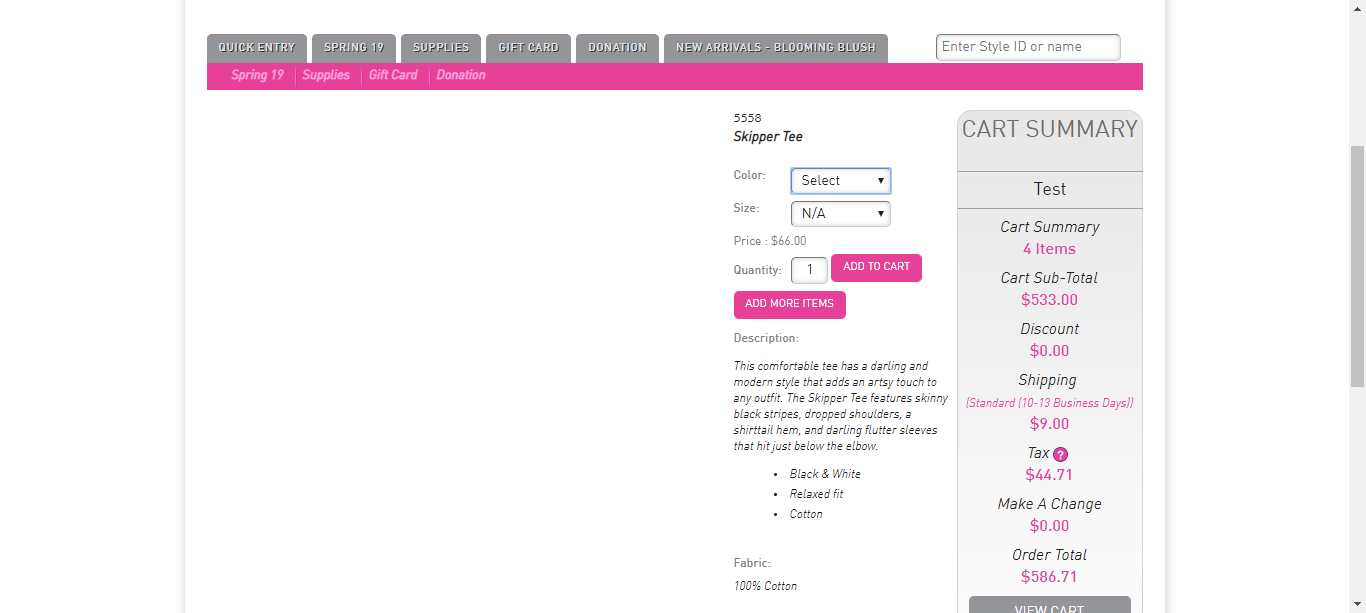 QUICK ENTRY
SPRING 19
SUPPLIES
GIFT CARD
DONATION
NEW ARRIVALS - BLOOMING BLUSH
Enter Style ID or name
Spring 19
Supplies
Gift Card
Donation
5558
Skipper Tee
Color:
Select
Size:
N/A
Price : $66.00
Quantity:
1
ADD TO CART
ADD MORE ITEMS
Description:
This comfortable tee has a darling and
modern style that adds an artsy touch to
any outfit. The Skipper Tee features skinny
black stripes, dropped shoulders, a
shirttail hem, and darling flutter sleeves
that hit just below the elbow.
• Black & White
• Relaxed fit
• Cotton
Fabric:
100% Cotton
CART SUMMARY
Test
Cart Summary
4 Items
Cart Sub-Total
$533.00
Discount
$0.00
Shipping
(Standard (10-13 Business Days))
$9.00
Tax ?
$44.71
Make A Change
$0.00
Order Total
$586.71
VIEW CART